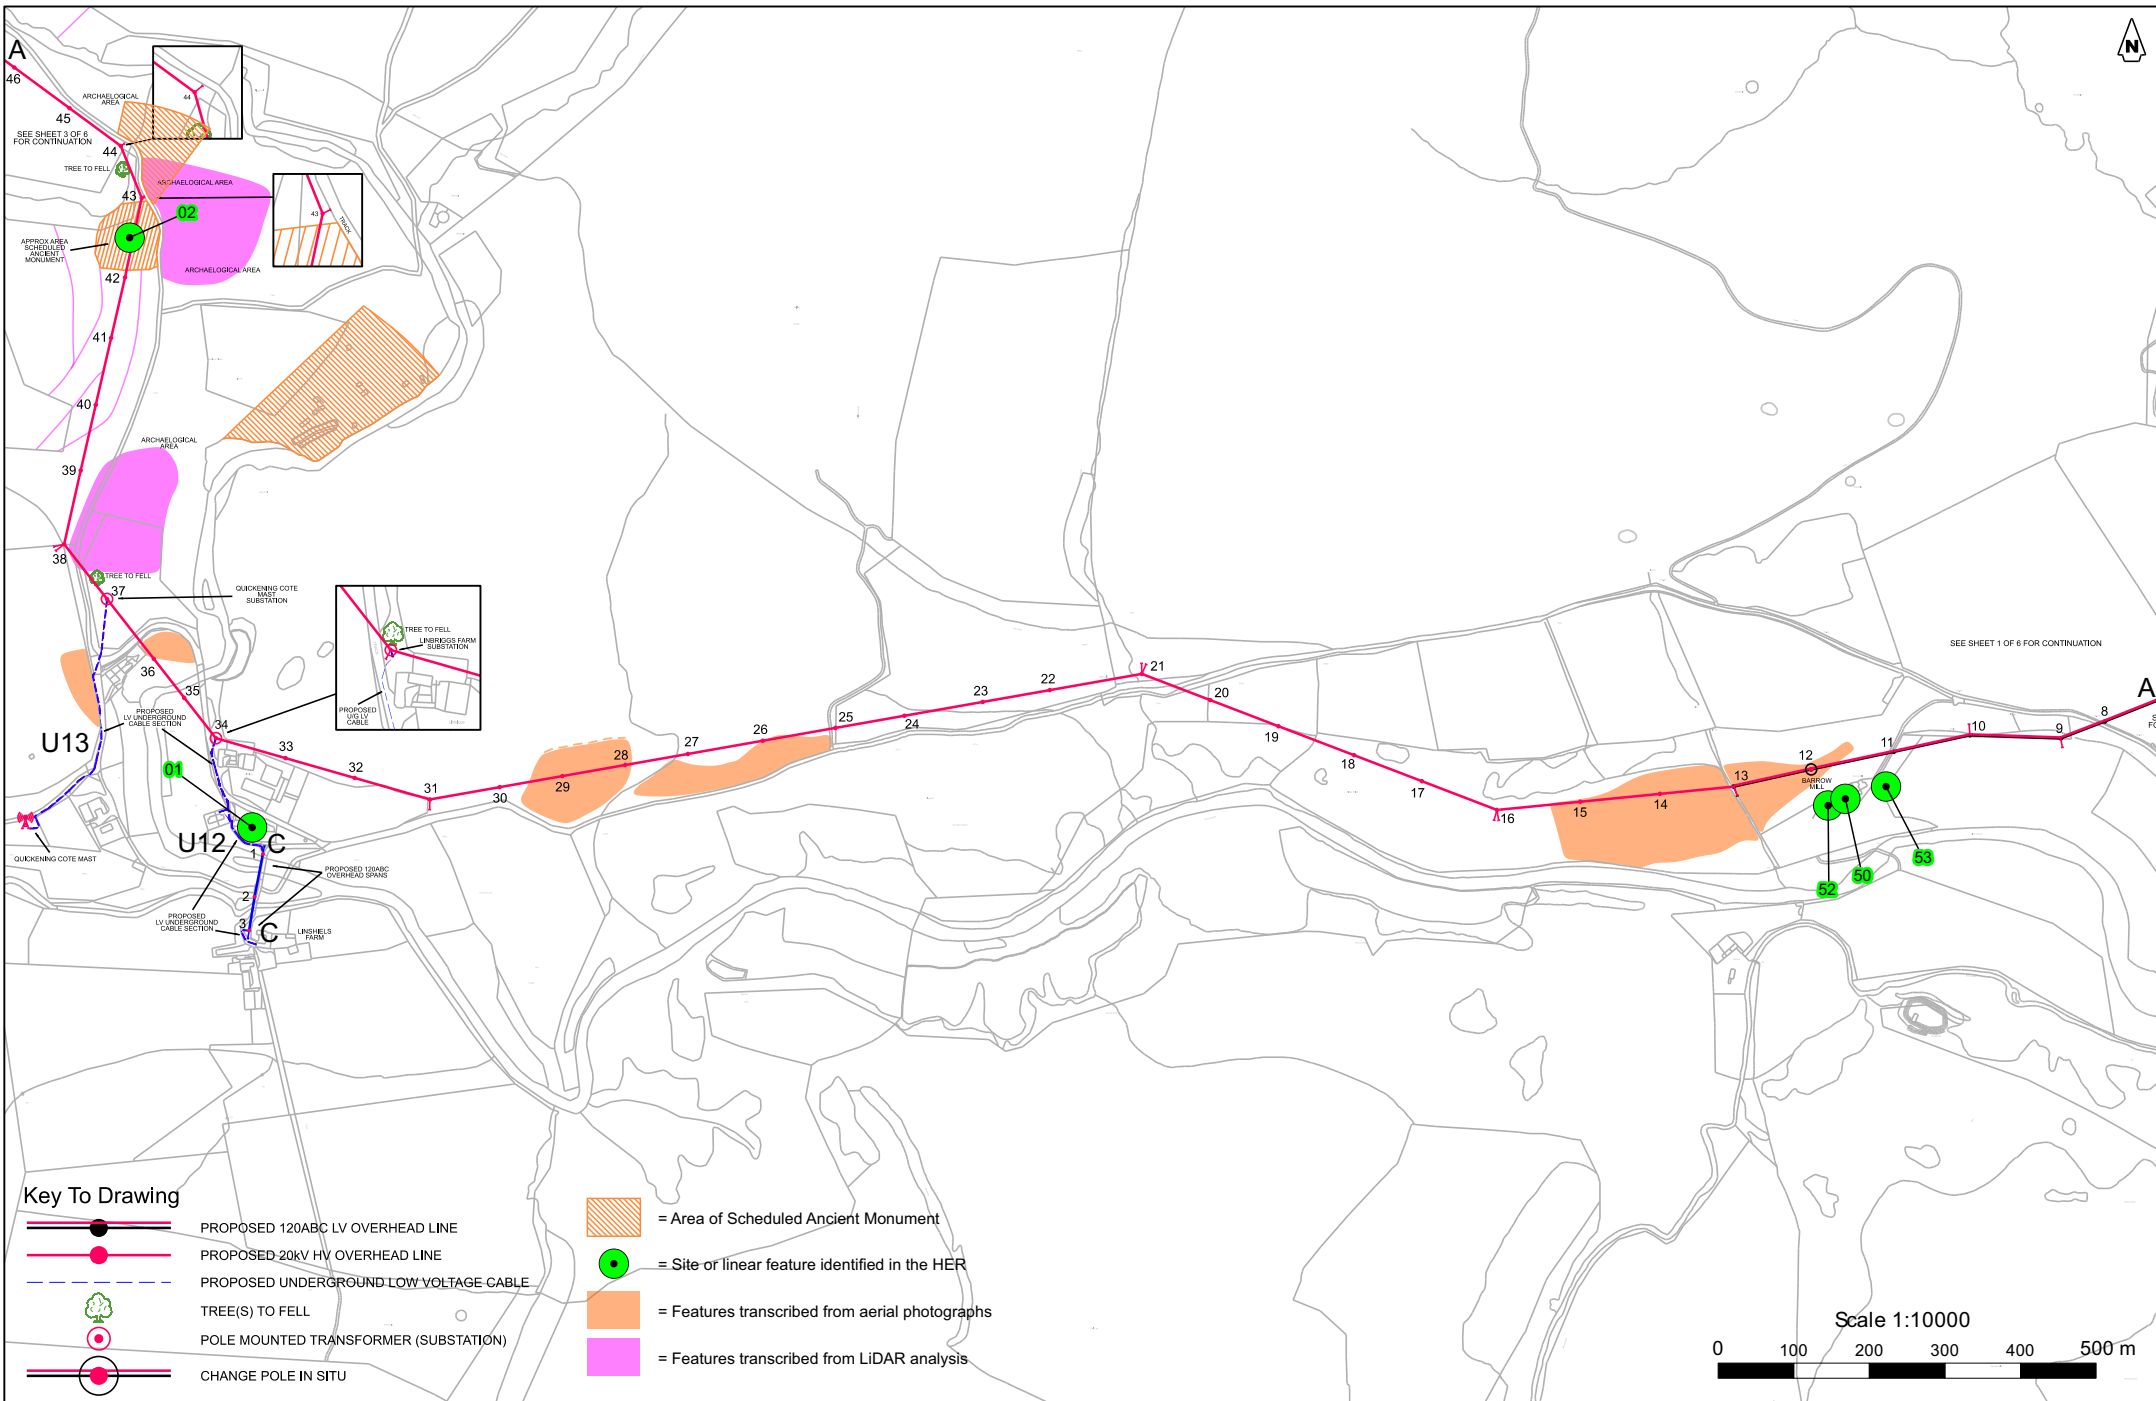 A
46
45
ARCHAELOGICAL
AREA
SEE SHEET 3 OF 6
FOR CONTINUATION
44
44
TREE TO FELL
ARCHAELOGICAL AREA
43
02
43
TRACK
APPROX AREA
SCHEDULED
ANCIENT
MONUMENT
ARCHAELOGICAL AREA
42
41
40
ARCHAELOGICAL
AREA
39
38
TREE TO FELL
37
QUICKENING COTE
MAST
SUBSTATION
TREE TO FELL
LINBRIGGS FARM
SUBSTATION
PROPOSED
U/G LV
CABLE
36
35
PROPOSED
LV UNDERGROUND
CABLE SECTION
34
U13
33
01
32
31
30
29
28
27
26
25
24
23
22
21
20
19
18
17
16
15
14
13
12
BARROW
MILL
11
10
9
8
A
SEE SHEET 1 OF 6 FOR CONTINUATION
52
50
53
QUICKENING COTE MAST
U12
C
1
PROPOSED 120ABC
OVERHEAD SPANS
2
PROPOSED
LV UNDERGROUND
CABLE SECTION
3
C
LINSHIELS
FARM
Key To Drawing
PROPOSED 120ABC LV OVERHEAD LINE
PROPOSED 20kV HV OVERHEAD LINE
PROPOSED UNDERGROUND LOW VOLTAGE CABLE
TREE(S) TO FELL
POLE MOUNTED TRANSFORMER (SUBSTATION)
CHANGE POLE IN SITU
= Area of Scheduled Ancient Monument
= Site or linear feature identified in the HER
= Features transcribed from aerial photographs
= Features transcribed from LiDAR analysis
Scale 1:10000
0 100 200 300 400 500 m
N